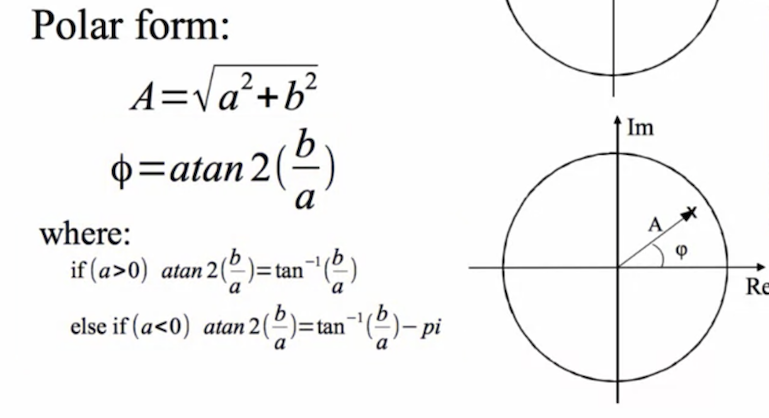 Polar form:
A=√a²+b²
ϕ=atan2(b/a)
where:
if(a>0) atan2(b/a)=tan⁻¹(b/a)
else if(a<0) atan2(b/a)=tan⁻¹(b/a)−pi
Im
A
φ
Re